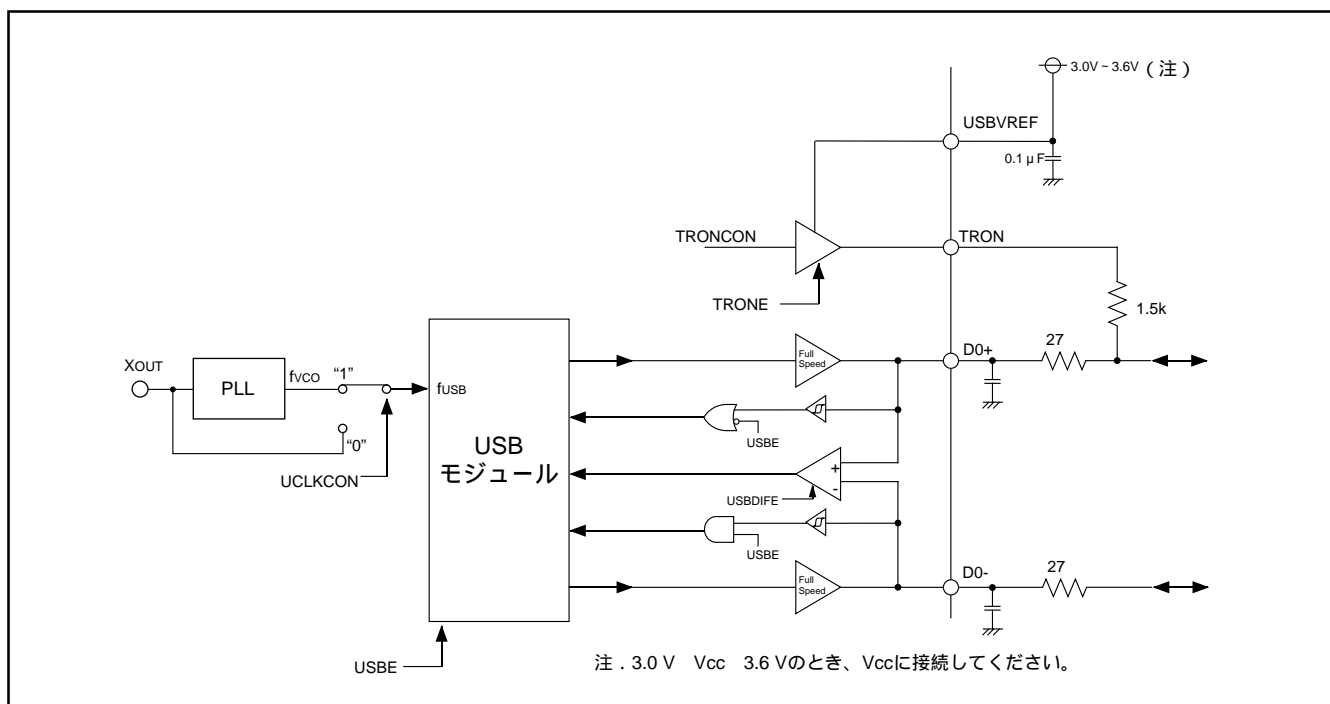 3.0V ~ 3.6V（注）
USBVREF
0.1 μ F
TRONCON
TRON
TRONE
1.5k
Full
Speed
D0+
27
XOUT
PLL
fVCO
“1”
fUSB
USBE
“0”
USB
モジュール
+
-
UCLKCON
USBDIFE
USBE
Full
Speed
D0-
27
USBE
注．3.0 V Vcc 3.6 Vのとき、Vccに接続してください。